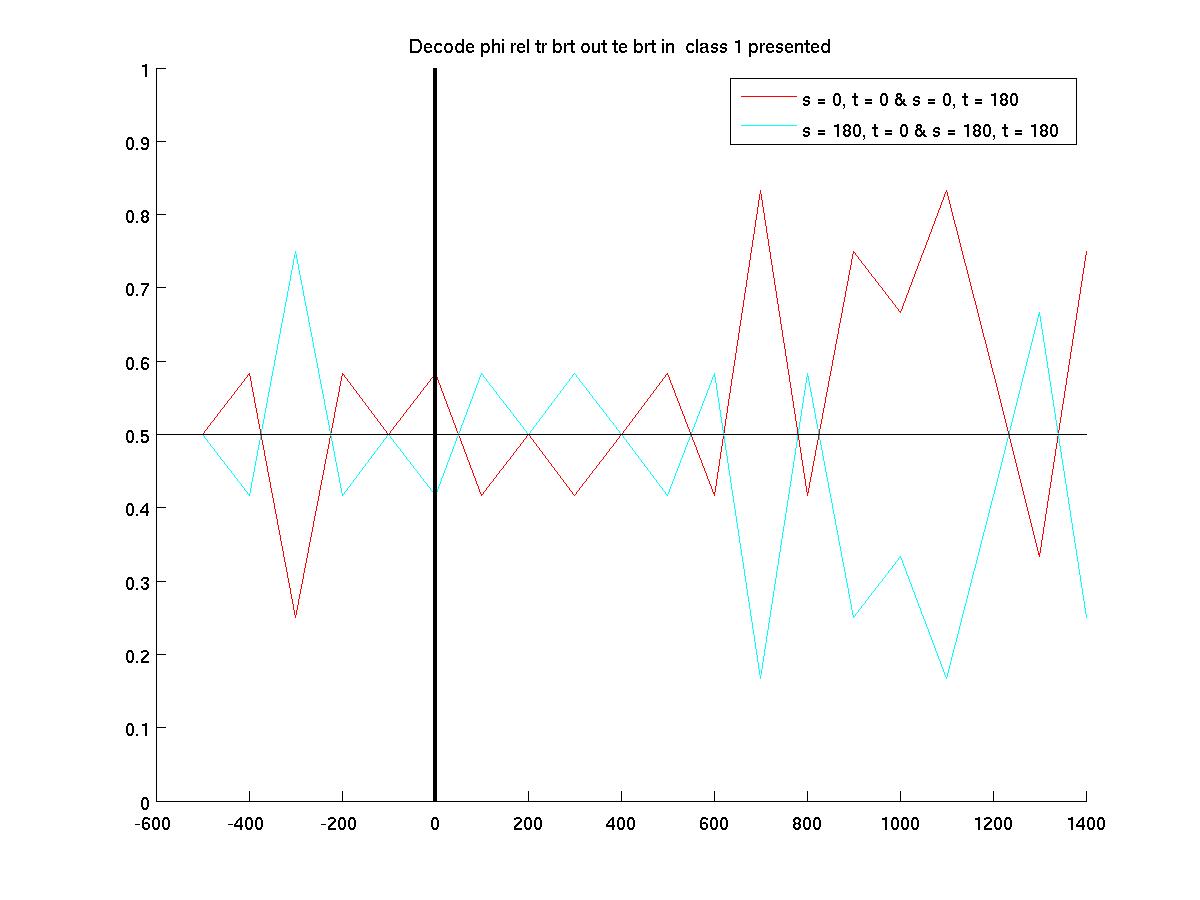 Decode phi rel tr brt out te brt in  class 1 presented
s = 0, t = 0 & s = 0, t = 180
s = 180, t = 0 & s = 180, t = 180
1
0.9
0.8
0.7
0.6
0.5
0.4
0.3
0.2
0.1
0
-600 -400 -200 0 200 400 600 800 1000 1200 1400